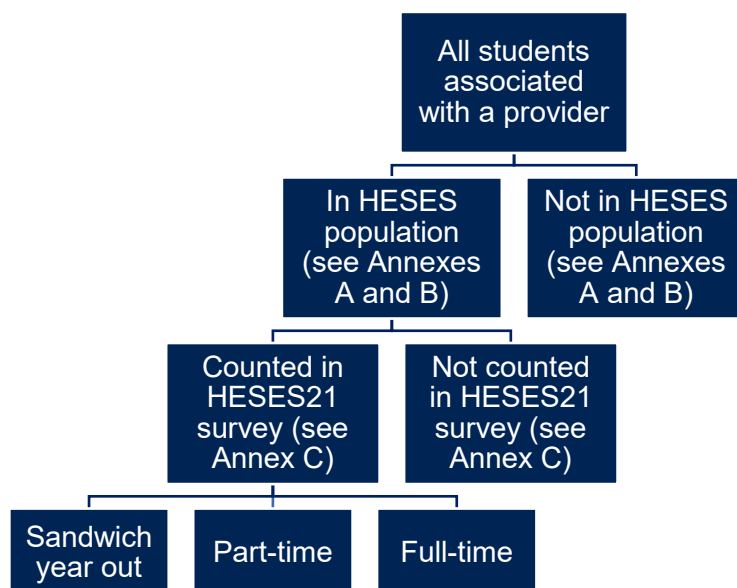 All students
associated
with a provider
In HESES
population
(see Annexes
A and B)
Not in HESES
population
(see Annexes
A and B)
Counted in
HESES21
survey (see
Annex C)
Not counted
in HESES21
survey (see
Annex C)
Sandwich
year out
Part-time
Full-time